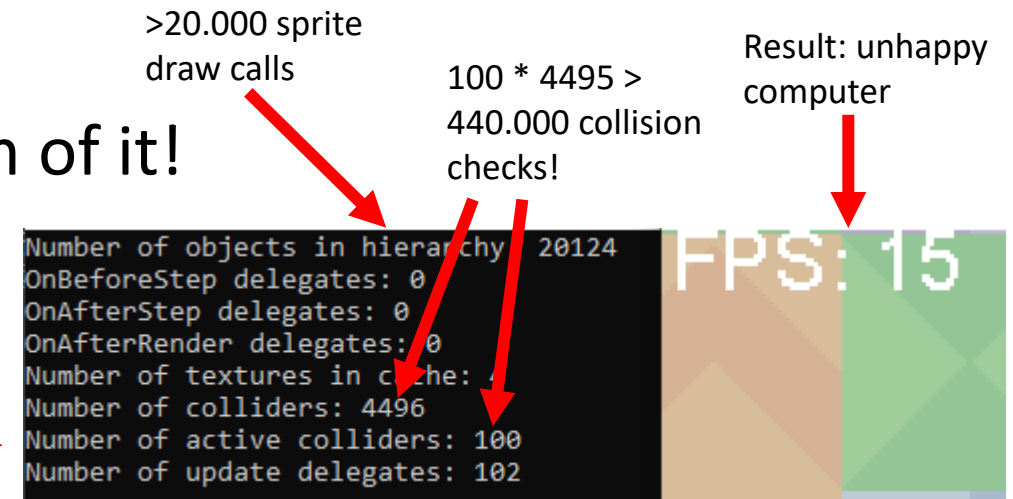 >20.000 sprite
draw calls
100 * 4495 >
440.000 collision
checks!
Result: unhappy
computer
of it!
Number of objects in hierarchy 20124
OnBeforeStep delegates: 0
OnAfterStep delegates: 0
OnAfterRender delegates: 0
Number of textures in cache:
Number of colliders: 4496
Number of active colliders: 100
Number of update delegates: 102
FPS: 15